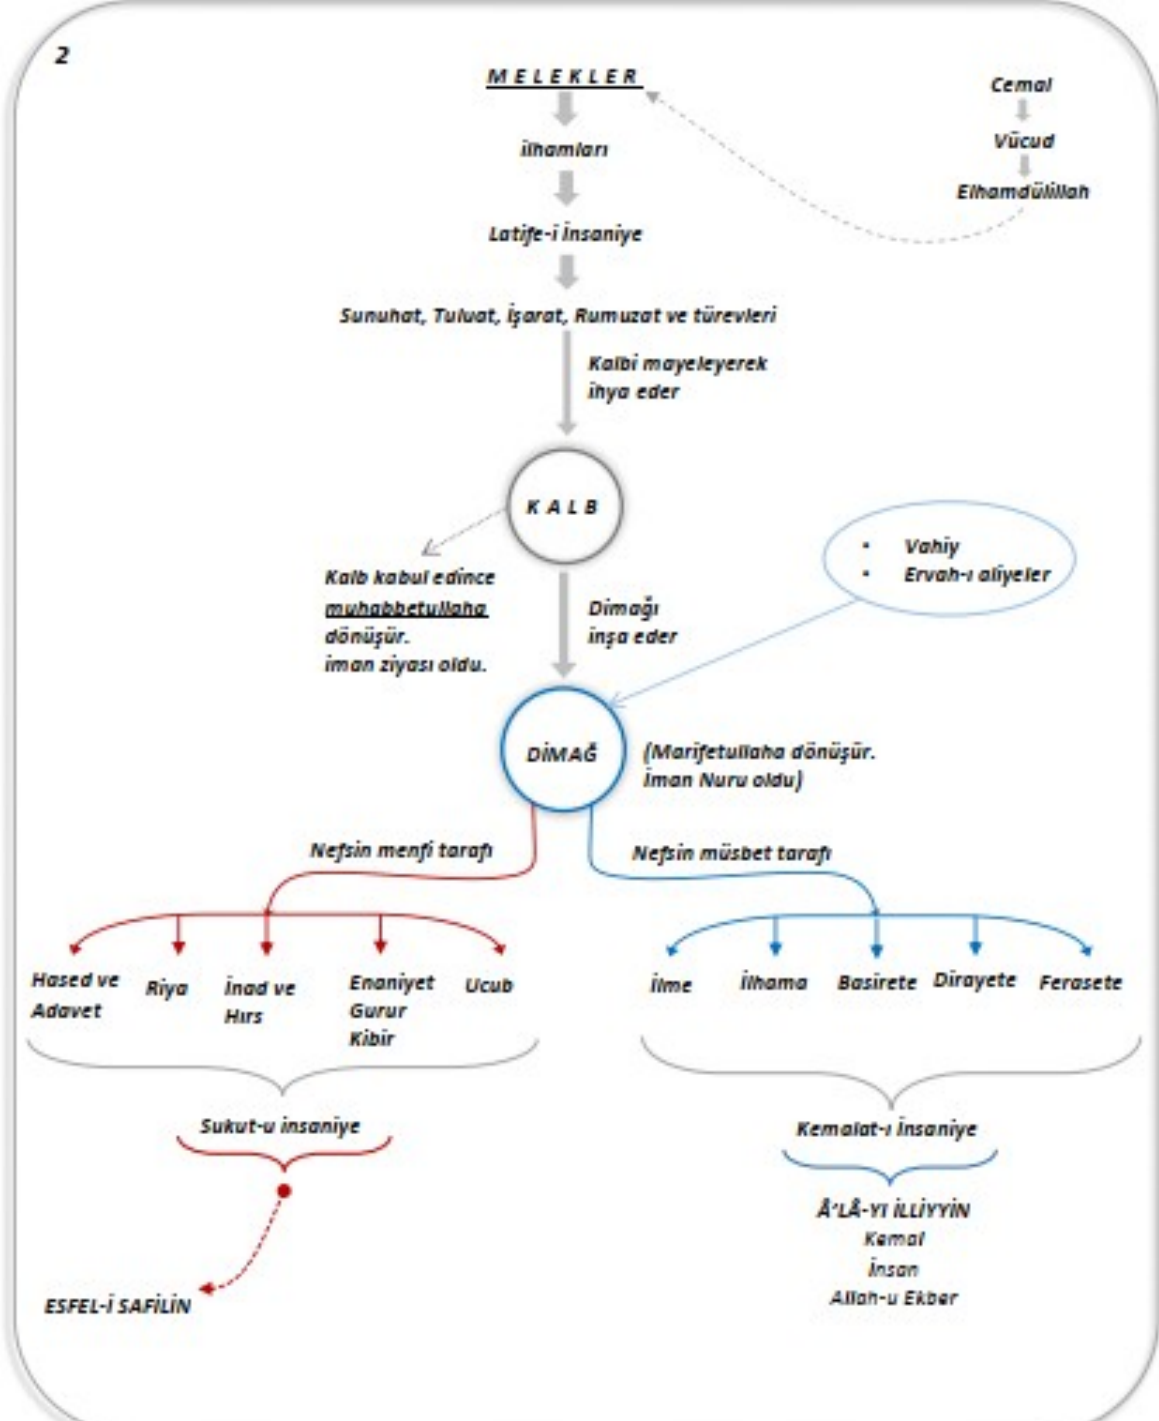 2
M E L E K L E R
Cemal
Vücud
Elhamdülillah
ilhamları
Latife-i İnsaniye
Sunuhat, Tuluat, İşarat, Rumuzat ve türevleri
Kalbi mayeleyerek
ihya eder
K A L B
• Vahiy
• Ervah-ı aliyeler
Kalb kabul edince
muhabbetullaha
dönüşür.
iman ziyası oldu.
Dimağı
inşa eder
DİMAĞ
(Marifetullaha dönüşür.
İman Nuru oldu)
Nefsin menfi tarafı
Nefsin müsbet tarafı
Hased ve
Adavet
Riya
İnad ve
Hırs
Enaniyet
Gurur
Kibir
Ucub
İlme
İlhama
Basirete
Dirayete
Ferasete
Sukut-u insaniye
Kemalat-ı İnsaniye
ESFEL-İ SAFİLİN
Â'LÂ-YI İLLİYYİN
Kemal
İnsan
Allah-u Ekber